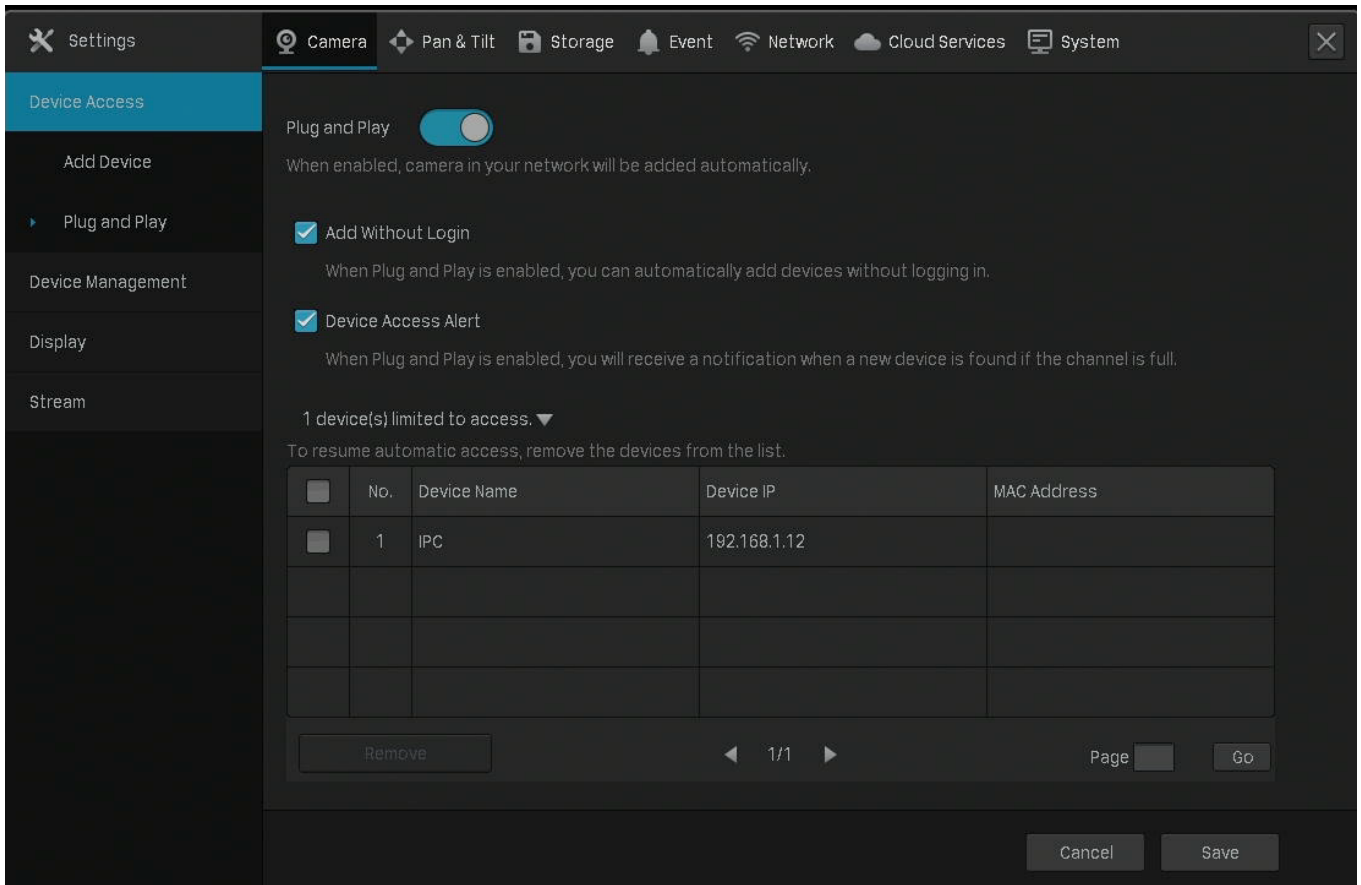 Settings
Camera Pan & Tilt Storage Event Network Cloud Services System
Device Access
Add Device
Plug and Play
Device Management
Display
Stream
Plug and Play
When enabled, camera in your network will be added automatically.
Add Without Login
When Plug and Play is enabled, you can automatically add devices without logging in.
Device Access Alert
When Plug and Play is enabled, you will receive a notification when a new device is found if the channel is full.
1 device(s) limited to access.
To resume automatic access, remove the devices from the list.
No. Device Name Device IP MAC Address
1 IPC 192.168.1.12
Remove 1/1 Page Go
Cancel Save